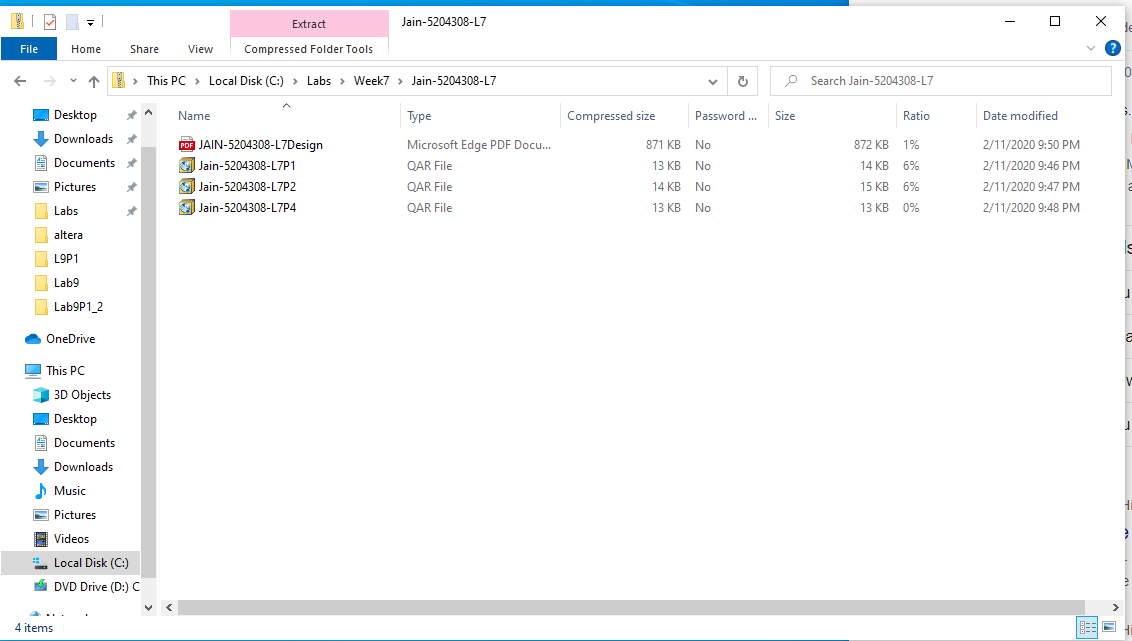 Extract
Jain-5204308-L7
File
Home
Share
View
Compressed Folder Tools
?
This PC > Local Disk (C:) > Labs > Week7 > Jain-5204308-L7
Search Jain-5204308-L7
Name
Type
Compressed size
Password ...
Size
Ratio
Date modified
PDF JAIN-5204308-L7Design Microsoft Edge PDF Docu... 871 KB No 872 KB 1% 2/11/2020 9:50 PM
Jain-5204308-L7P1 QAR File 13 KB No 14 KB 6% 2/11/2020 9:46 PM
Jain-5204308-L7P2 QAR File 14 KB No 15 KB 6% 2/11/2020 9:47 PM
Jain-5204308-L7P4 QAR File 13 KB No 13 KB 0% 2/11/2020 9:48 PM
Desktop
Downloads
Documents
Pictures
Labs
altera
L9P1
Lab9
Lab9P1_2
OneDrive
This PC
3D Objects
Desktop
Documents
Downloads
Music
Pictures
Videos
Local Disk (C:)
DVD Drive (D:) C
4 items